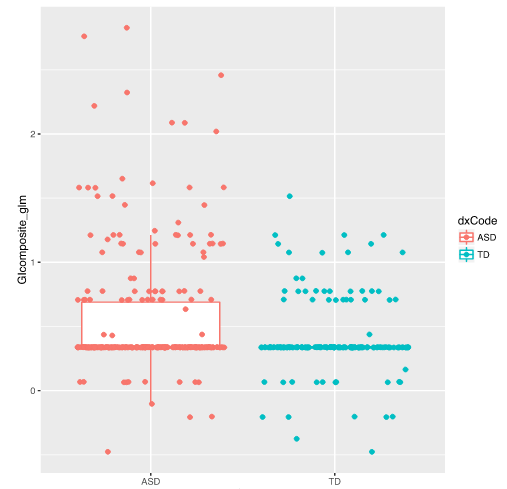 GIcomposite_glm
2
1
0
ASD
TD
dxCode
ASD
TD